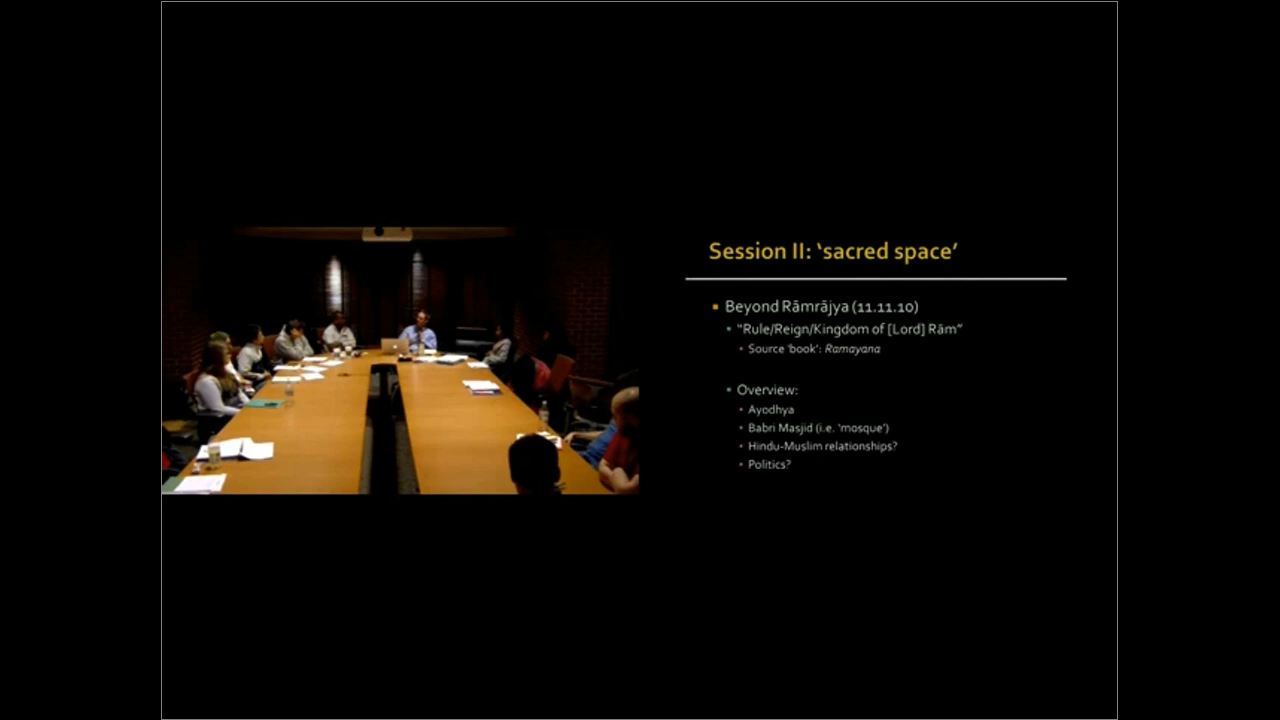 Session II: ‘sacred space’
Beyond Rāmrājya (11.11.10)
“Rule/Reign/Kingdom of [Lord] Rām”
Source ‘book’: Ramayana
Overview:
Ayodhya
Babri Masjid (i.e. ‘mosque’)
Hindu-Muslim relationships?
Politics?